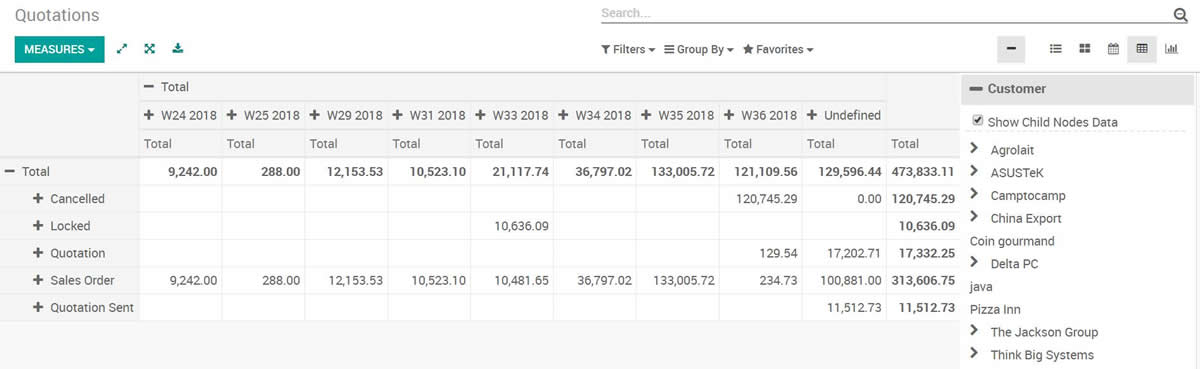 Quotations
Search...
MEASURES
Filters Group By Favorites
Total
W24 2018 W25 2018 W29 2018 W31 2018 W33 2018 W34 2018 W35 2018 W36 2018 Undefined
Total Total Total Total Total Total Total Total Total Total
Total 9,242.00 288.00 12,153.53 10,523.10 21,117.74 36,797.02 133,005.72 121,109.56 129,596.44 473,833.11
Cancelled 120,745.29 0.00 120,745.29
Locked 10,636.09 10,636.09
Quotation 129.54 17,202.71 17,332.25
Sales Order 9,242.00 288.00 12,153.53 10,523.10 10,481.65 36,797.02 133,005.72 234.73 100,881.00 313,606.75
Quotation Sent 11,512.73 11,512.73
Customer
Show Child Nodes Data
Agrolait
ASUSTeK
Camptocamp
China Export
Coin gourmand
Delta PC
java
Pizza Inn
The Jackson Group
Think Big Systems